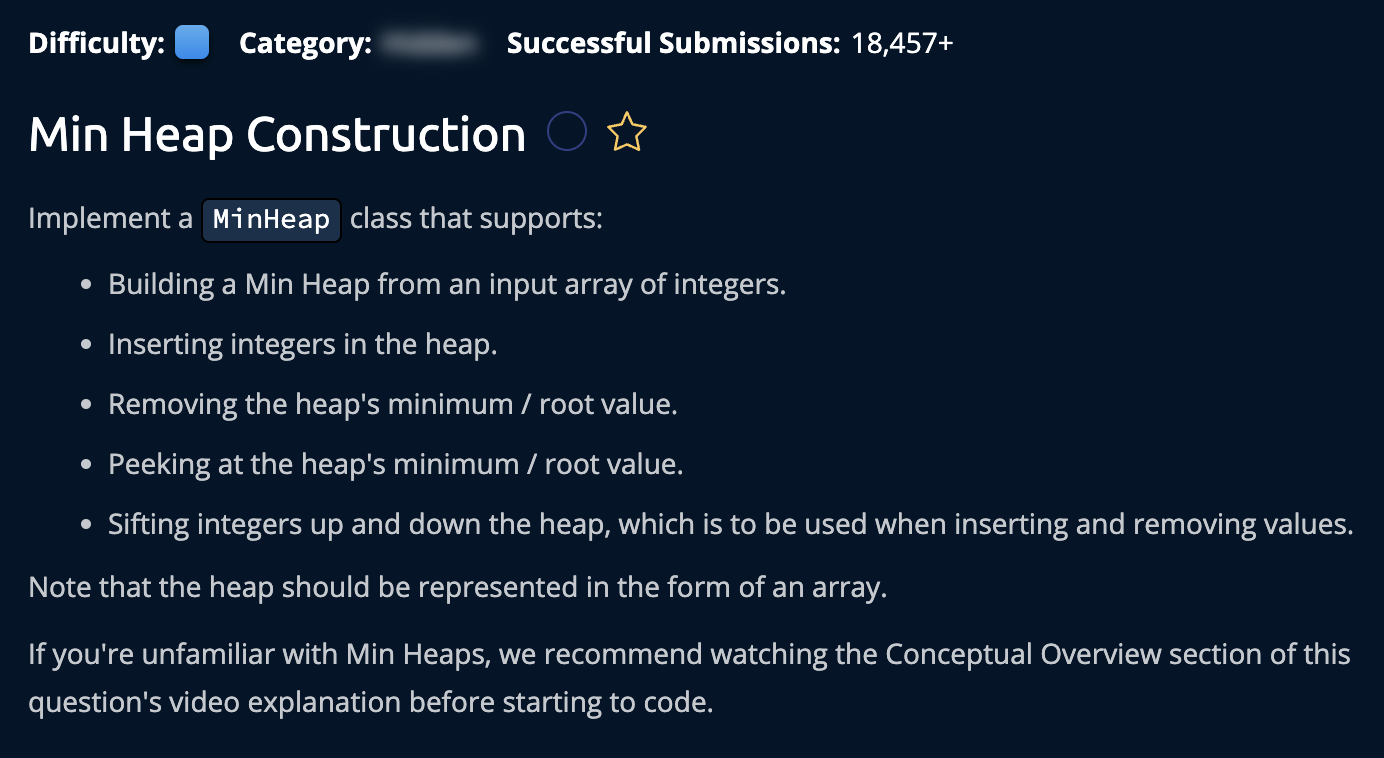 Difficulty: Category: Successful Submissions: 18,457+
Min Heap Construction
Implement a MinHeap class that supports:
• Building a Min Heap from an input array of integers.
• Inserting integers in the heap.
• Removing the heap's minimum / root value.
• Peeking at the heap's minimum / root value.
• Sifting integers up and down the heap, which is to be used when inserting and removing values.
Note that the heap should be represented in the form of an array.
If you're unfamiliar with Min Heaps, we recommend watching the Conceptual Overview section of this
question's video explanation before starting to code.